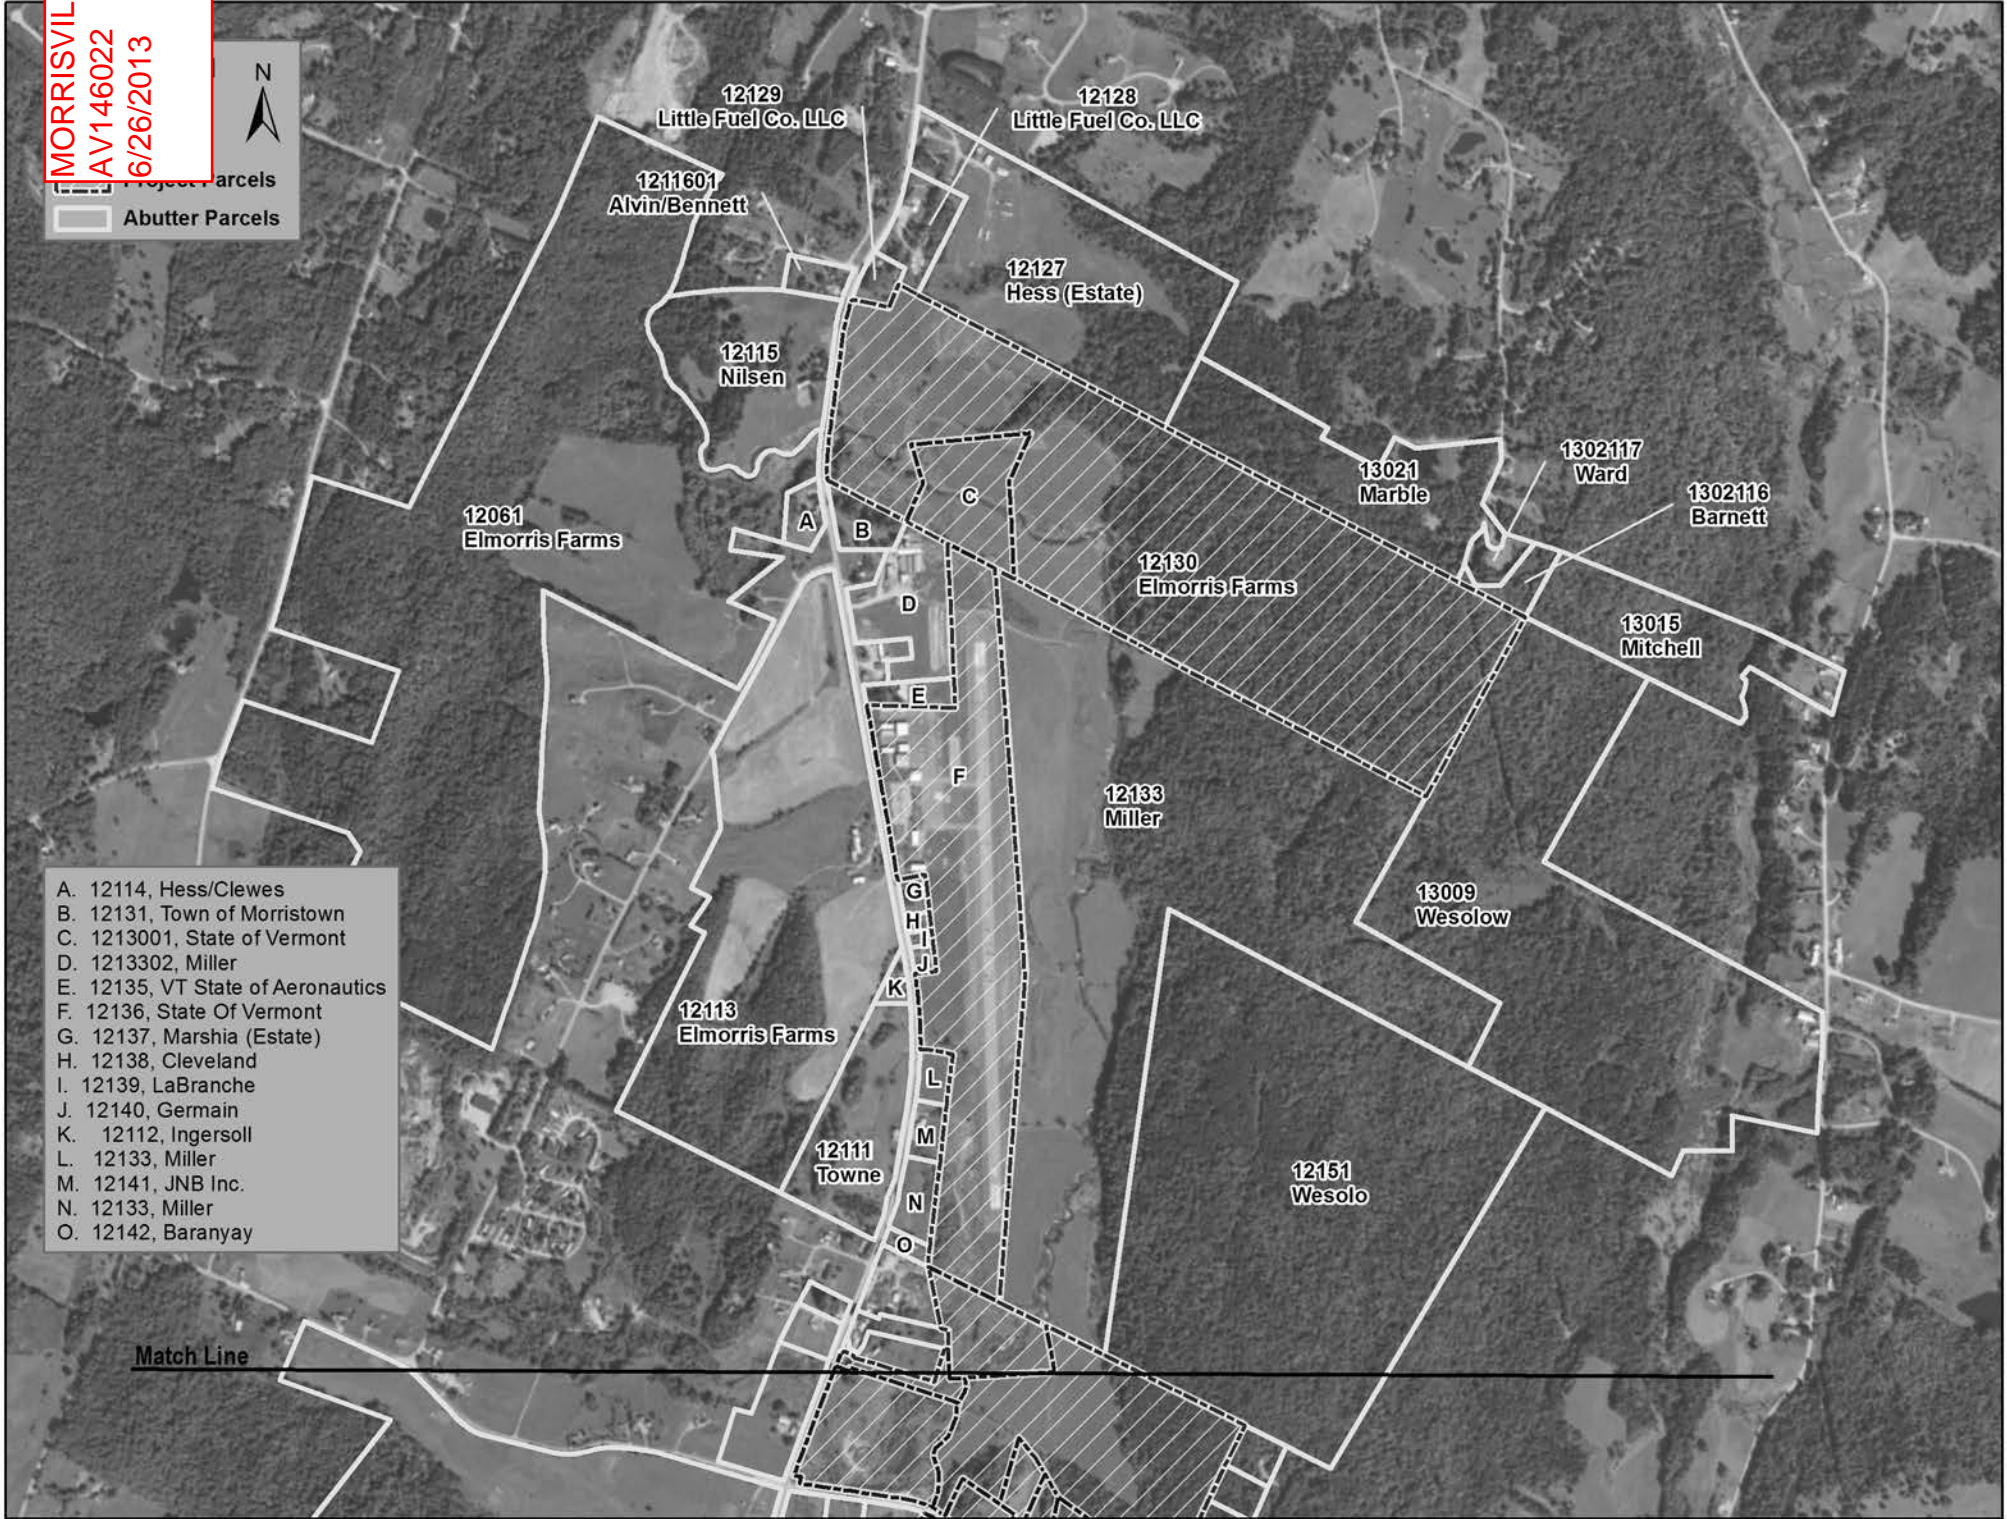 MORRISVIL
AV146022
6/26/2013
N
Project Parcels
Abutter Parcels
12129
Little Fuel Co. LLC
12128
Little Fuel Co. LLC
1211601
Alvin/Bennett
12127
Hess (Estate)
12115
Nilsen
13021
Marble
1302117
Ward
1302116
Barnett
12061
Elmorris Farms
A
B
C
12130
Elmorris Farms
D
13015
Mitchell
E
F
12133
Miller
G
H
I
J
K
13009
Wesolow
12113
Elmorris Farms
L
M
12111
Towne
N
O
12151
Wesolo
A. 12114, Hess/Clewes
B. 12131, Town of Morristown
C. 1213001, State of Vermont
D. 1213302, Miller
E. 12135, VT State of Aeronautics
F. 12136, State Of Vermont
G. 12137, Marshia (Estate)
H. 12138, Cleveland
I. 12139, LaBranche
J. 12140, Germain
K. 12112, Ingersoll
L. 12133, Miller
M. 12141, JNB Inc.
N. 12133, Miller
O. 12142, Baranyay
Match Line